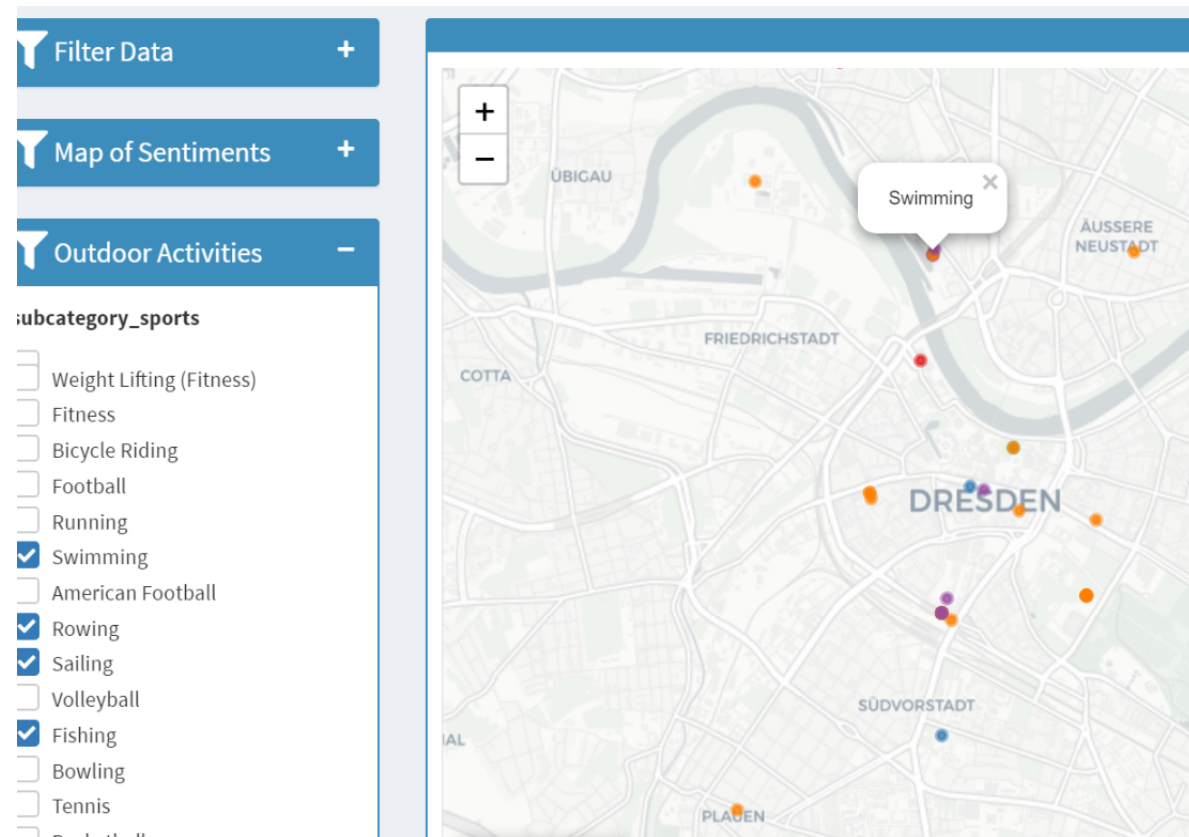 Filter Data +
Map of Sentiments +
Outdoor Activities −
subcategory_sports
Weight Lifting (Fitness)
Fitness
Bicycle Riding
Football
Running
Swimming
American Football
Rowing
Sailing
Volleyball
Fishing
Bowling
Tennis
+
−
ÜBIGAU
Swimming ×
ÄUSSERE
NEUSTADT
FRIEDRICHSTADT
COTTA
DRESDEN
SÜDVORSTADT
AL
PLAUEN